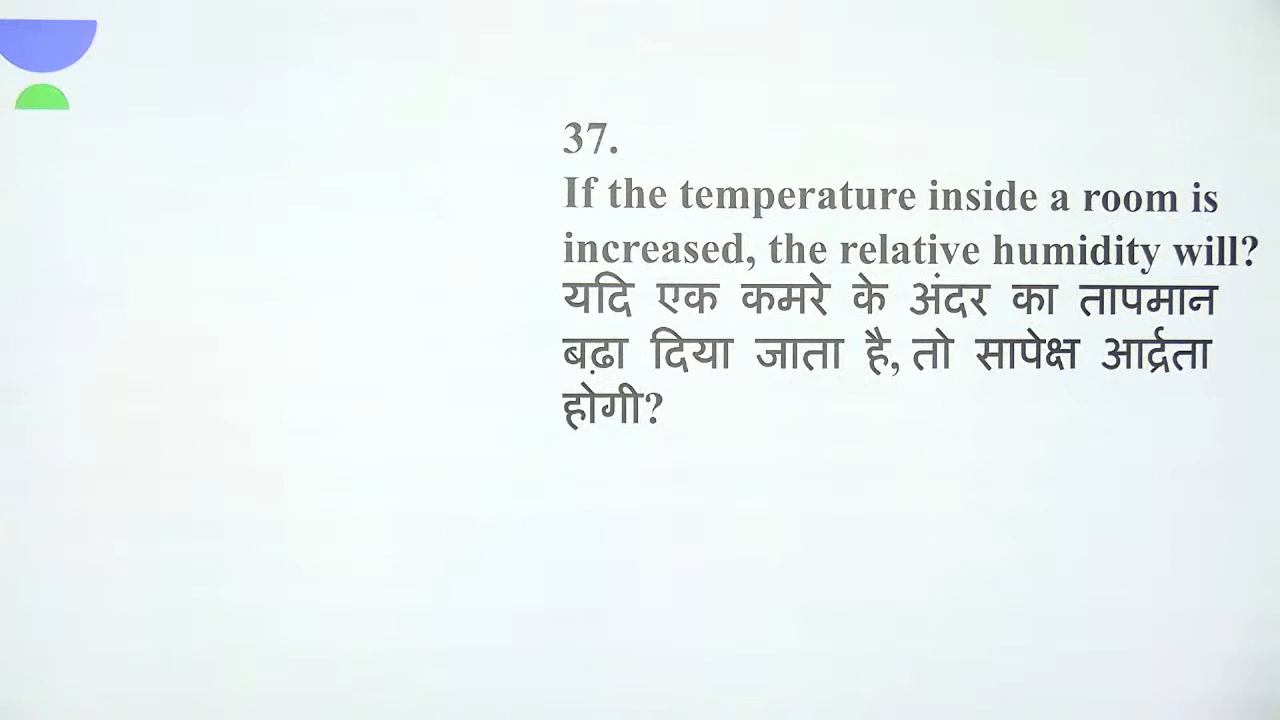 37.
If the temperature inside a room is
increased, the relative humidity will?
यदि एक कमरे के अंदर का तापमान
बढ़ा दिया जाता है, तो सापेक्ष आर्द्रता
होगी?